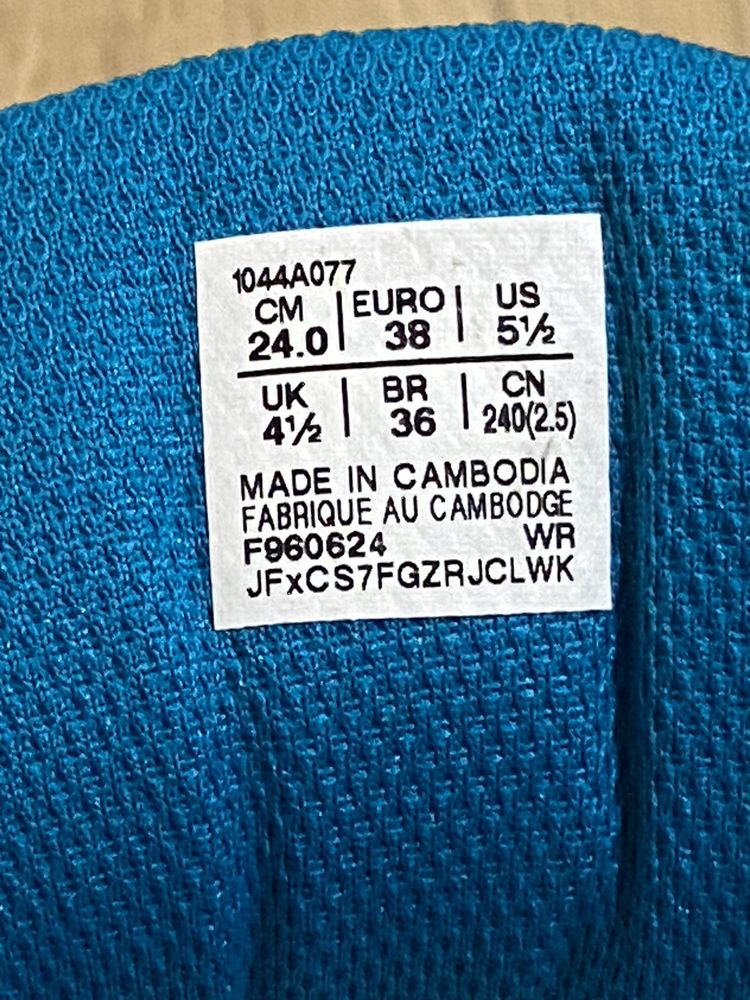 1044A077
CM | EURO | US
24.0 | 38 | 5½
UK | BR | CN
4½ | 36 | 240(2.5)
MADE IN CAMBODIA
FABRIQUE AU CAMBODGE
F960624 WR
JFxCS7FGZRJCLWK